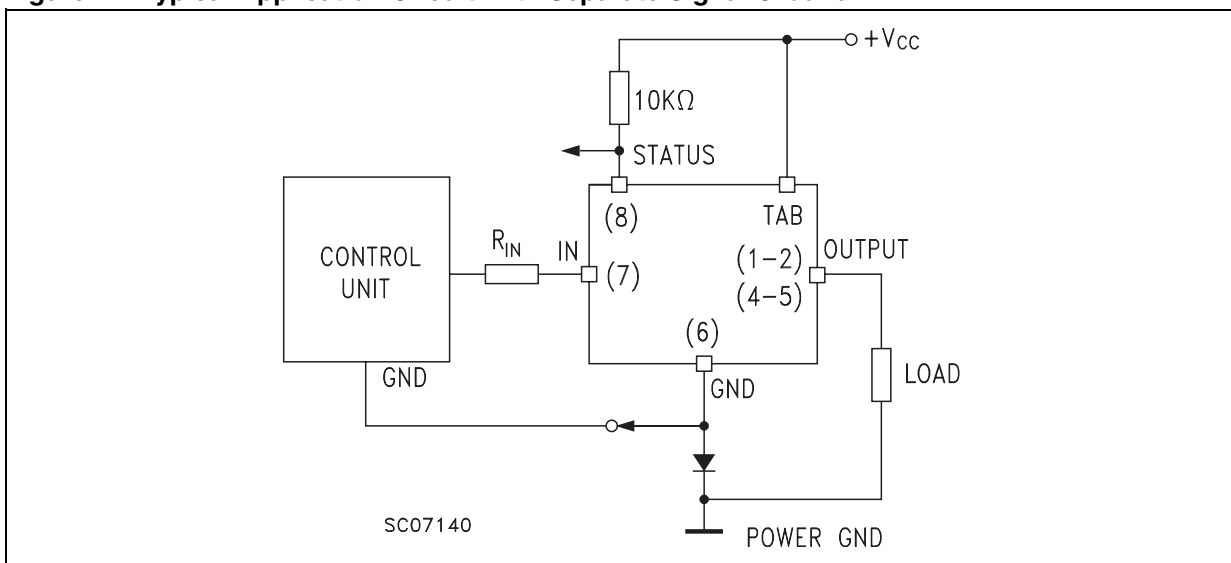 +VCC
10KΩ
STATUS
(8)
TAB
RIN
IN
(7)
(1-2)
OUTPUT
(4-5)
CONTROL
UNIT
(6)
GND
GND
LOAD
SC07140
POWER GND